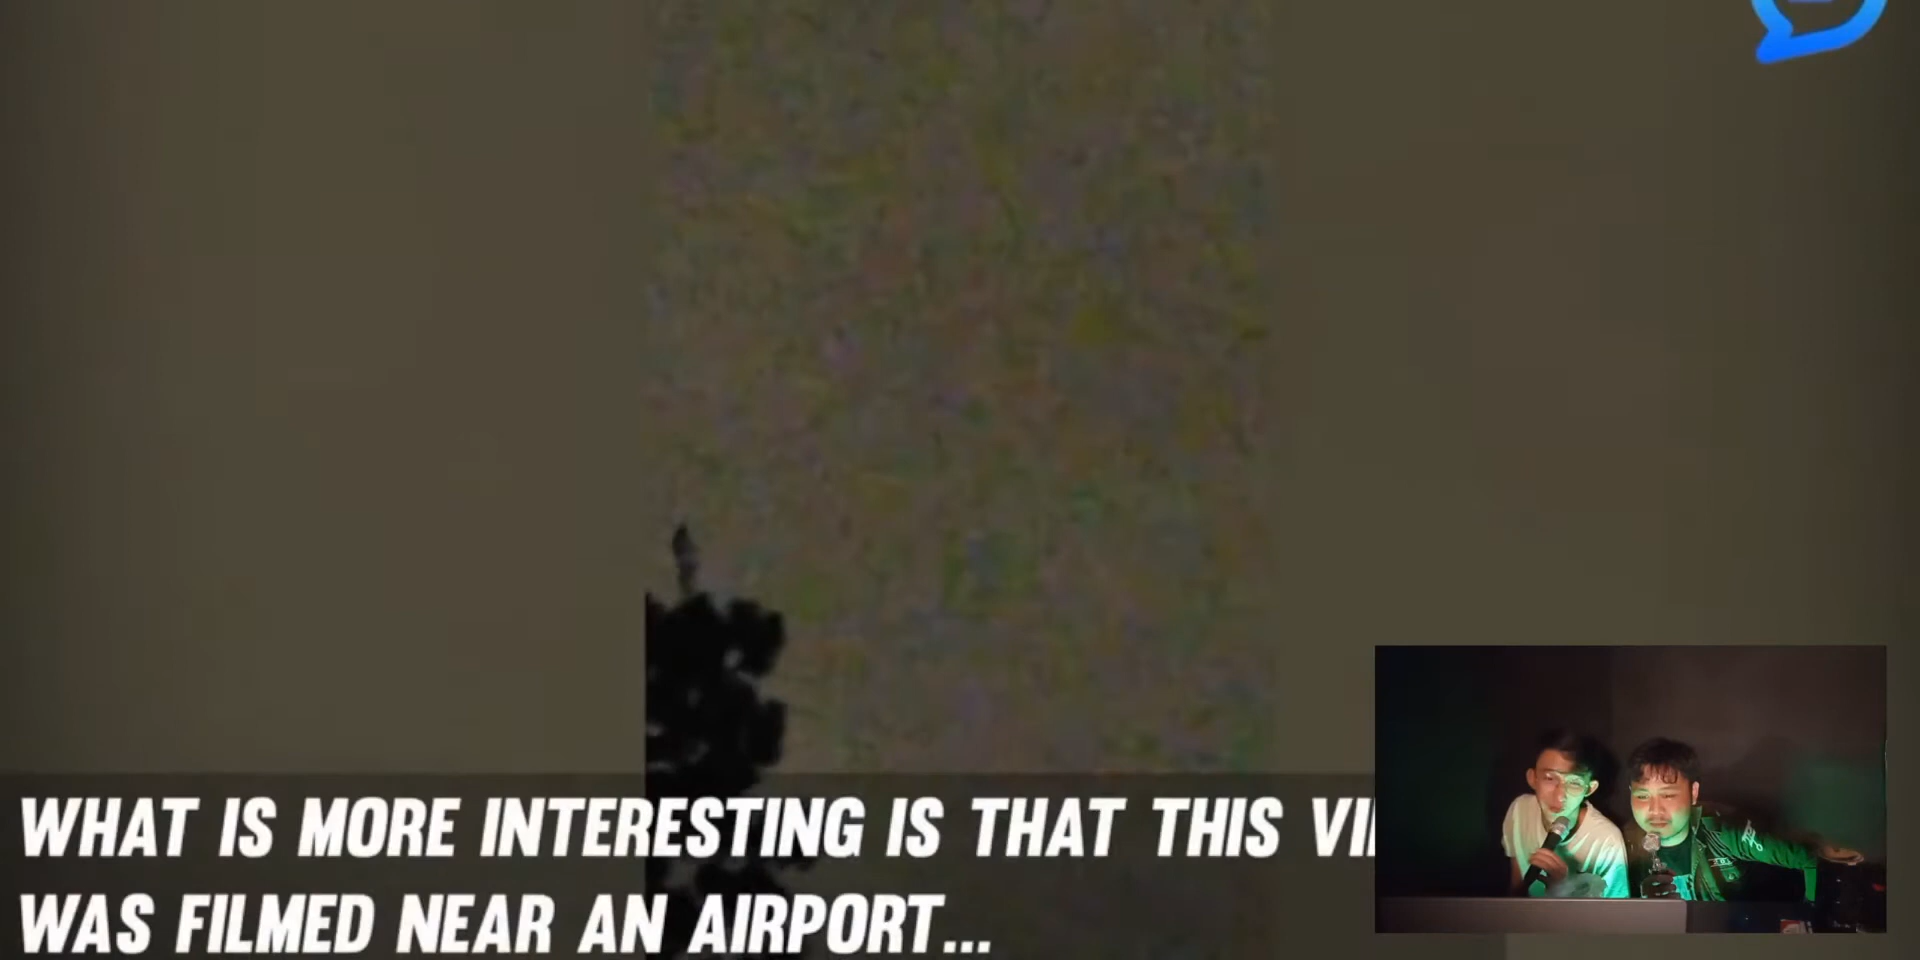 WHAT IS MORE INTERESTING IS THAT THIS
WAS FILMED NEAR AN AIRPORT...